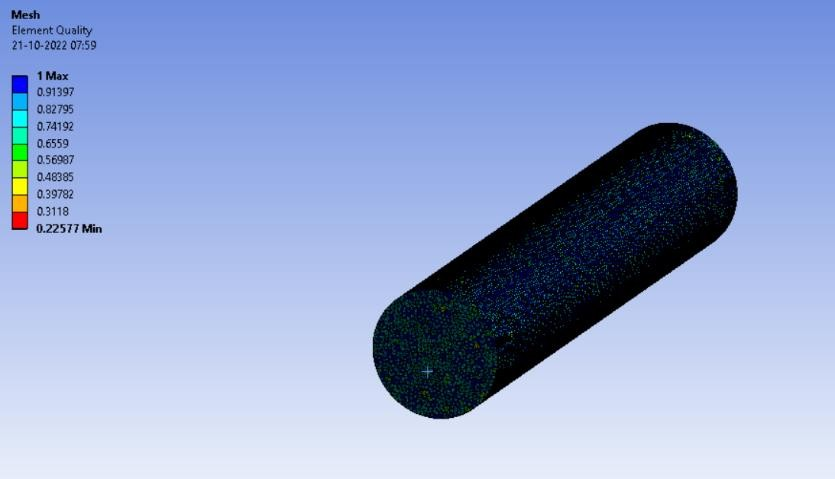 Mesh
Element Quality
21-10-2022 07:59
1 Max
0.91397
0.82795
0.74192
0.6559
0.56987
0.48385
0.39782
0.3118
0.22577 Min